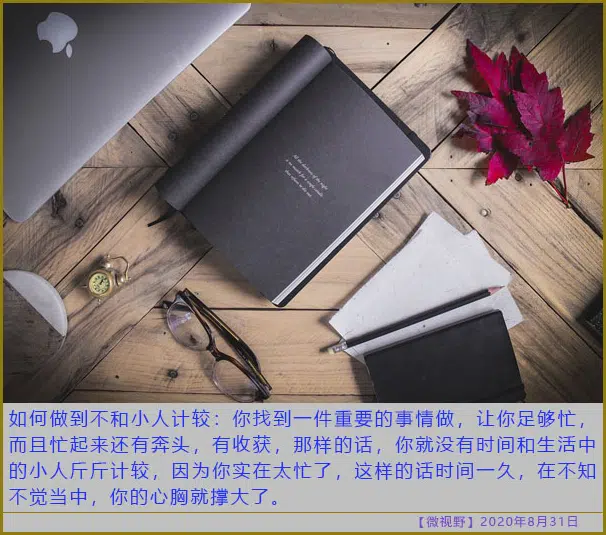 如何做到不和小人计较：你找到一件重要的事情做，让你足够忙，
而且忙起来还有奔头，有收获，那样的话，你就没有时间和生活中
的小人斤斤计较，因为你实在太忙了，这样的话时间一久，在不知
不觉当中，你的心胸就撑大了。
【微视野】2020年8月31日